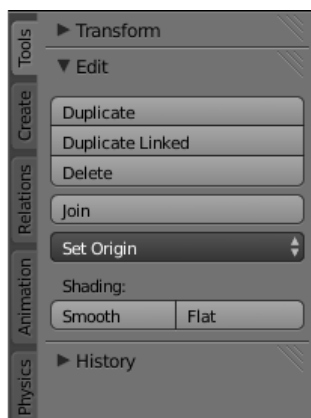 Tools
Create
Relations
Animation
Physics
Transform
Edit
Duplicate
Duplicate Linked
Delete
Join
Set Origin
Shading:
Smooth Flat
History